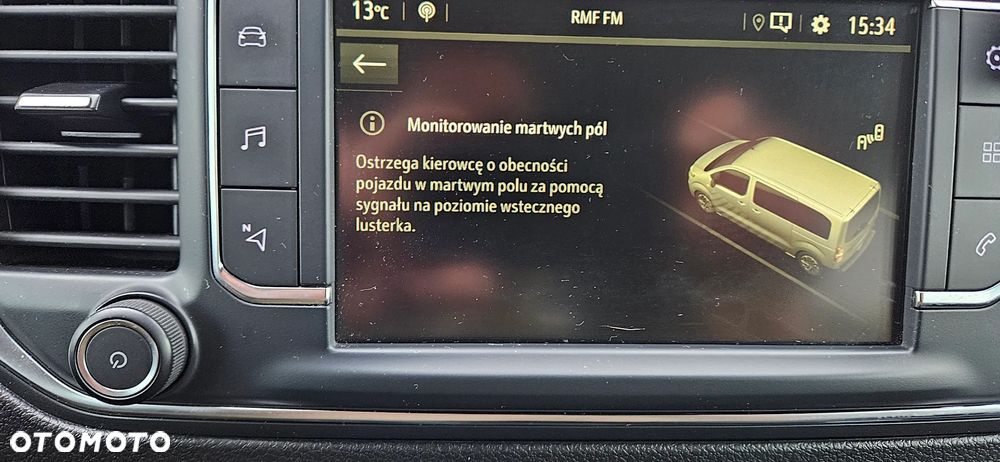 13°C RMF FM 15:34
Monitorowanie martwych pól
Ostrzega kierowcę o obecności
pojazdu w martwym polu za pomocą
sygnału na poziomie wstecznego
lusterka.
N
OTOMOTO